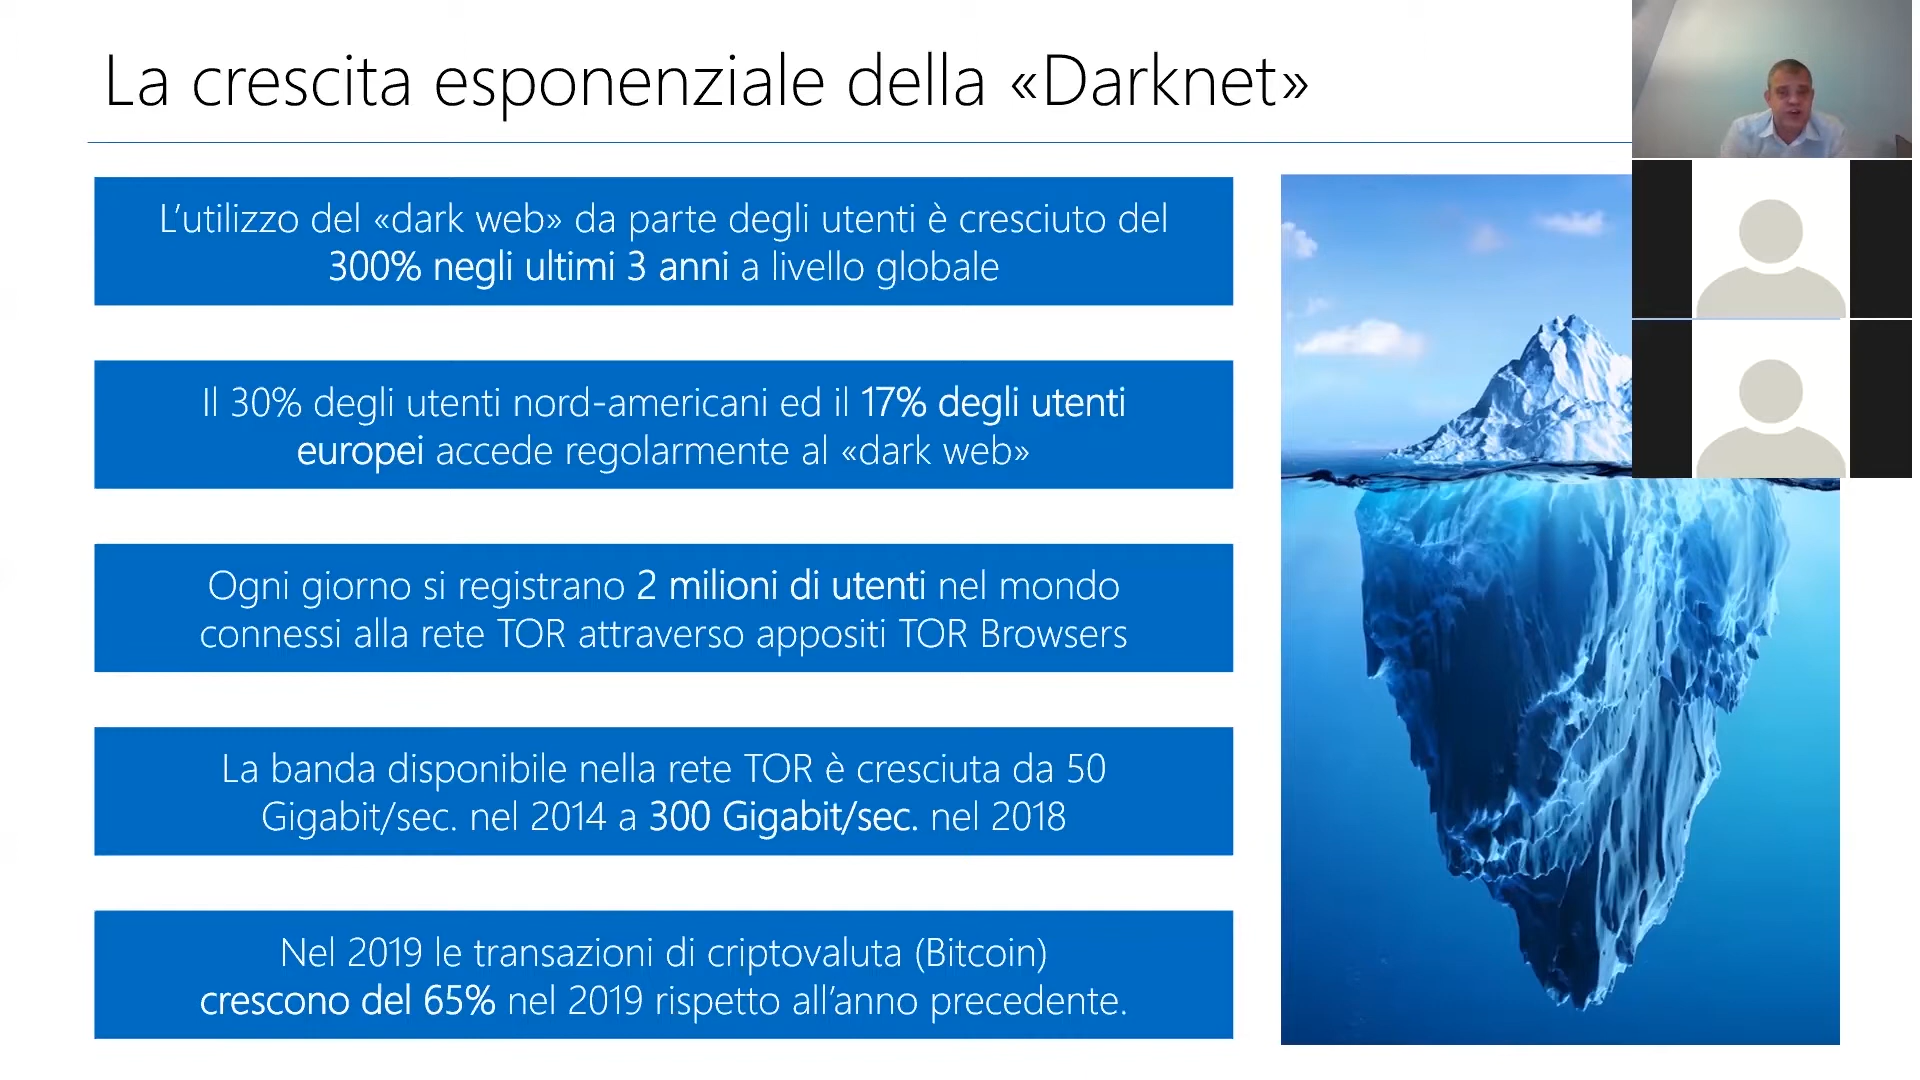 La crescita esponenziale della «Darknet»
L’utilizzo del «dark web» da parte degli utenti è cresciuto del
300% negli ultimi 3 anni a livello globale
Il 30% degli utenti nord-americani ed il 17% degli utenti
europei accede regolarmente al «dark web»
Ogni giorno si registrano 2 milioni di utenti nel mondo
connessi alla rete TOR attraverso appositi TOR Browsers
La banda disponibile nella rete TOR è cresciuta da 50
Gigabit/sec. nel 2014 a 300 Gigabit/sec. nel 2018
Nel 2019 le transazioni di criptovaluta (Bitcoin)
crescono del 65% nel 2019 rispetto all’anno precedente.